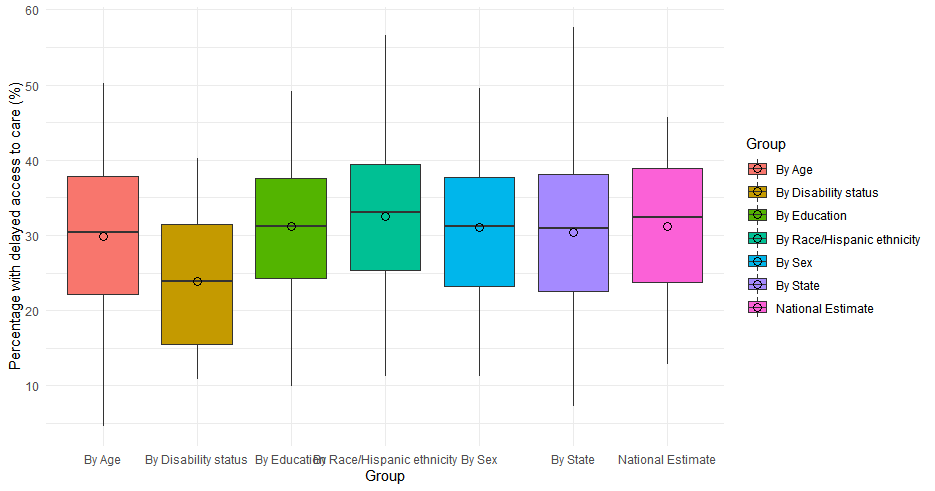 Percentage with delayed access to care (%)
60
50
40
30
20
10
By Age
By Disability status
By Education
By Race/Hispanic ethnicity
By Sex
By State
National Estimate
Group
Group
By Age
By Disability status
By Education
By Race/Hispanic ethnicity
By Sex
By State
National Estimate